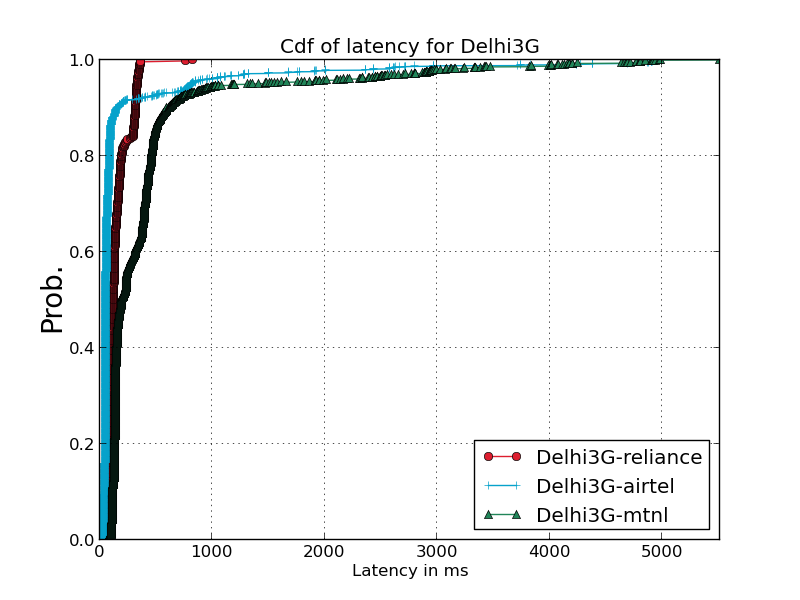 Cdf of latency for Delhi3G
Prob.
1.0
0.8
0.6
0.4
0.2
0.0
0 1000 2000 3000 4000 5000
Latency in ms
Delhi3G-reliance
Delhi3G-airtel
Delhi3G-mtnl